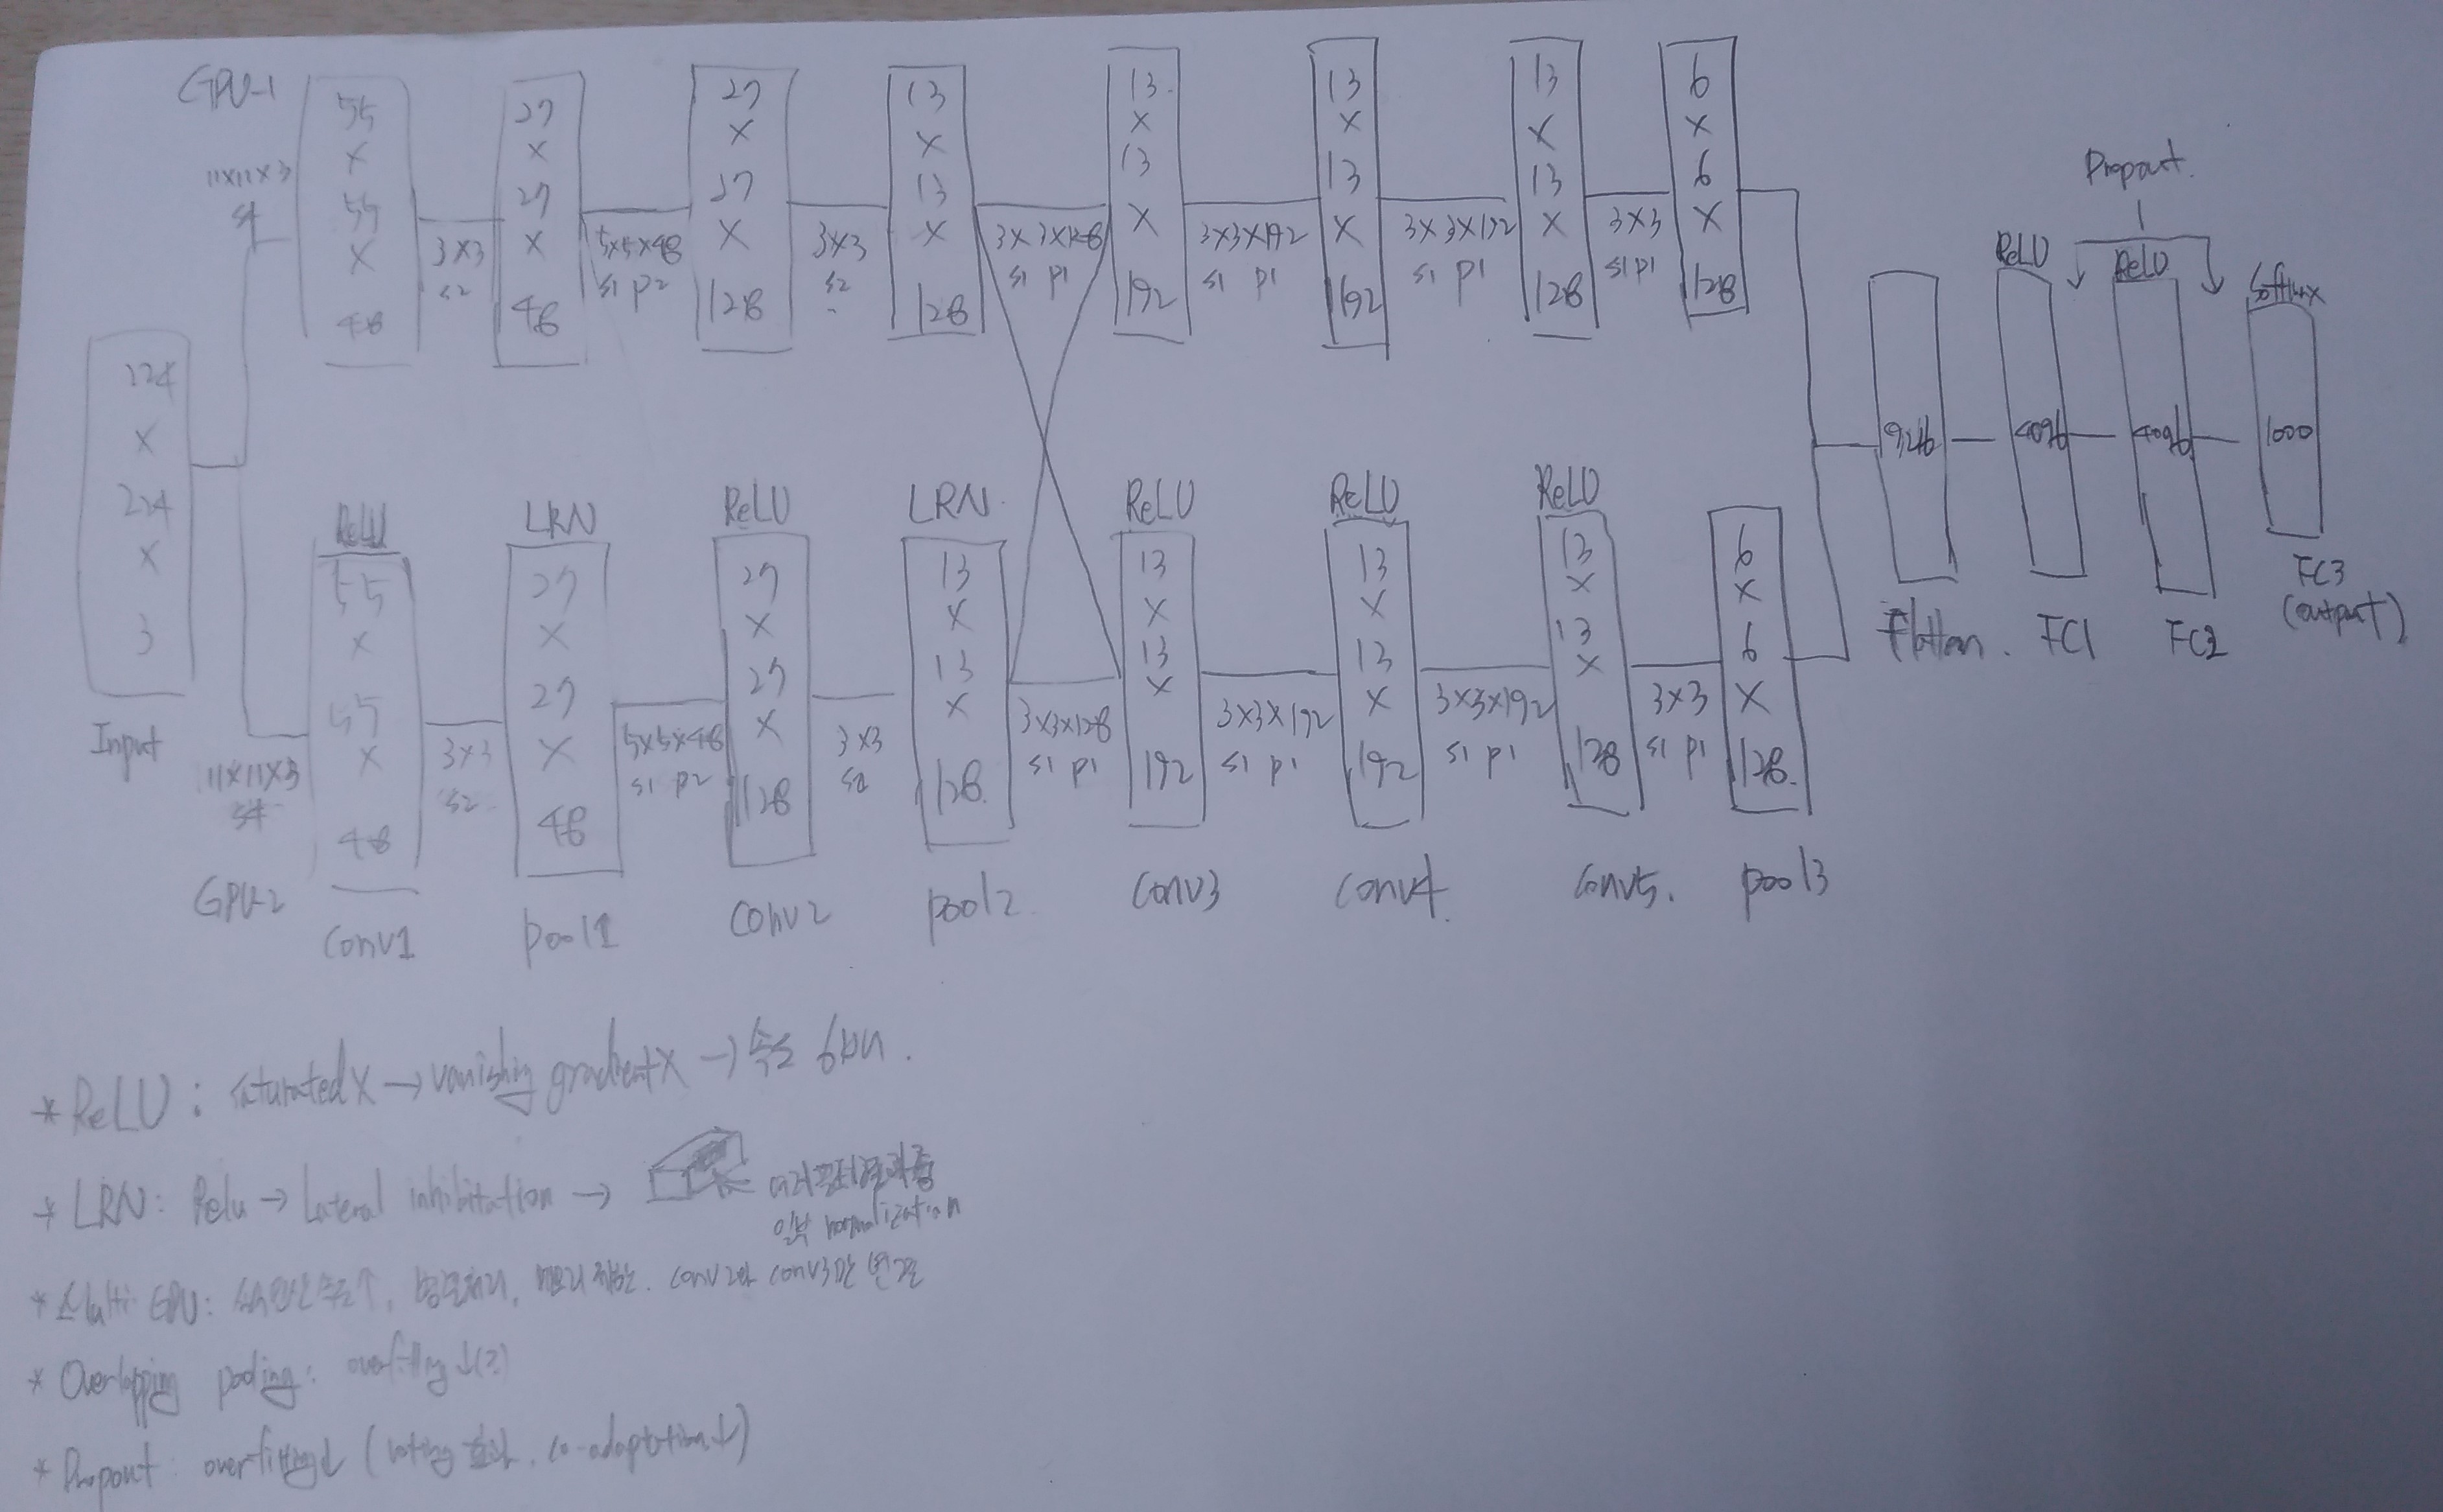 GPU-1
11x11x3
s4
55
x
55
x
48
3x3
s2
27
x
27
x
48
5x5x48
s1 p2
27
x
27
x
128
3x3
s2
13
x
13
x
128
3x3x128
s1 p1
13
x
13
x
192
3x3x192
s1 p1
13
x
13
x
192
3x3x192
s1 p1
13
x
13
x
128
3x3
s1 p1
6
x
6
x
128
224
x
224
x
3
Input
GPU-2
11x11x3
s4
ReLU
55
x
55
x
48
Conv1
3x3
s2
LRN
27
x
27
x
48
pool1
5x5x48
s1 p2
ReLU
27
x
27
x
128
Conv2
3x3
s2
LRN
13
x
13
x
128
pool2
3x3x128
s1 p1
ReLU
13
x
13
x
192
Conv3
3x3x192
s1 p1
ReLU
13
x
13
x
192
Conv4
3x3x192
s1 p1
ReLU
13
x
13
x
128
Conv5
3x3
s1 p1
6
x
6
x
128
pool3
9216
Flatten
Dropout
ReLU
4096
FC1
ReLU
4096
FC2
Softmax
1000
FC3
(output)
* ReLU : saturated X → vanishing gradient X → 속도 6배
* LRN : Relu → Lateral inhibitation →
일부 normalization
* Multi GPU : 속도↑, 병렬처리, 메모리 제한. conv2와 conv3만 연결
* Overlapping pooling : overfitting ↓(?)
* Dropout : overfitting↓ (voting 효과, co-adaptation↓)